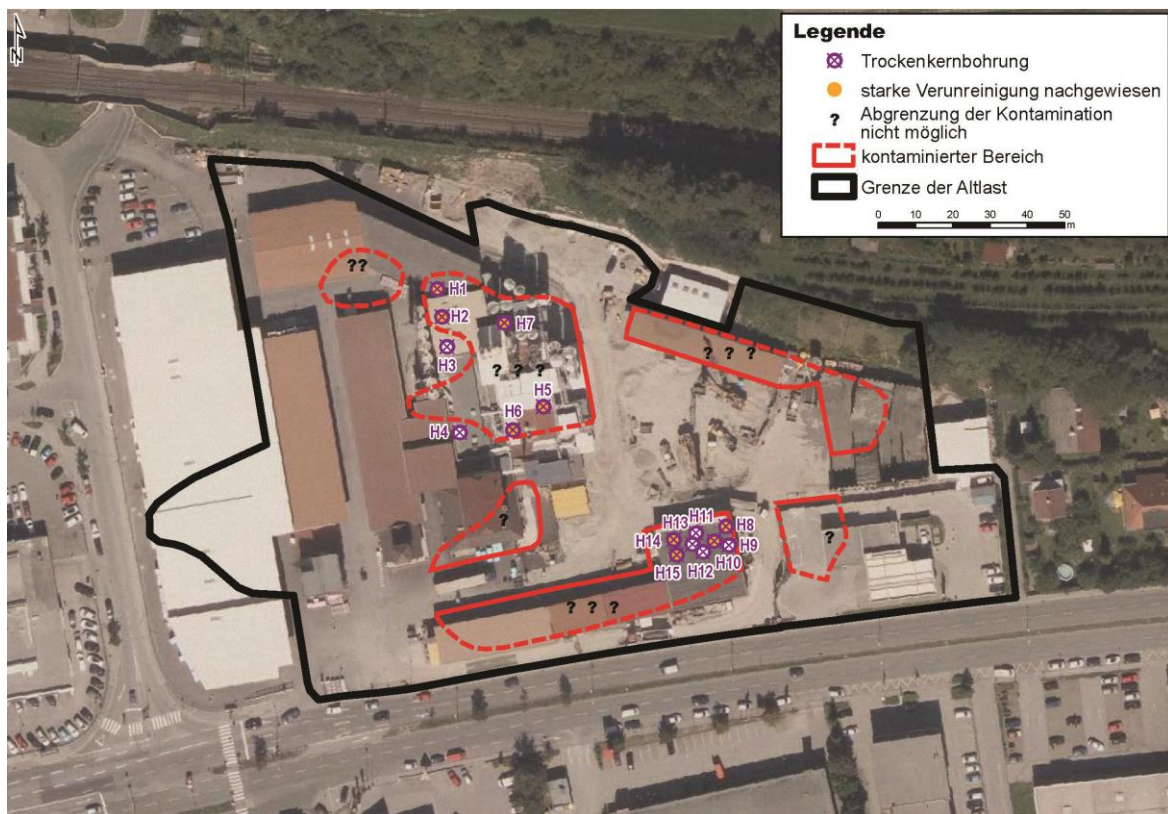 N
Legende
Trockenkernbohrung
starke Verunreinigung nachgewiesen
? Abgrenzung der Kontamination
nicht möglich
kontaminierter Bereich
Grenze der Altlast
0 10 20 30 40 50
m
??
H1
H2
H7
H3
? ? ?
? ? ?
H5
H6
H4
?
H11
H13
H8
H14
H9
H10
H12
H15
?
? ? ?